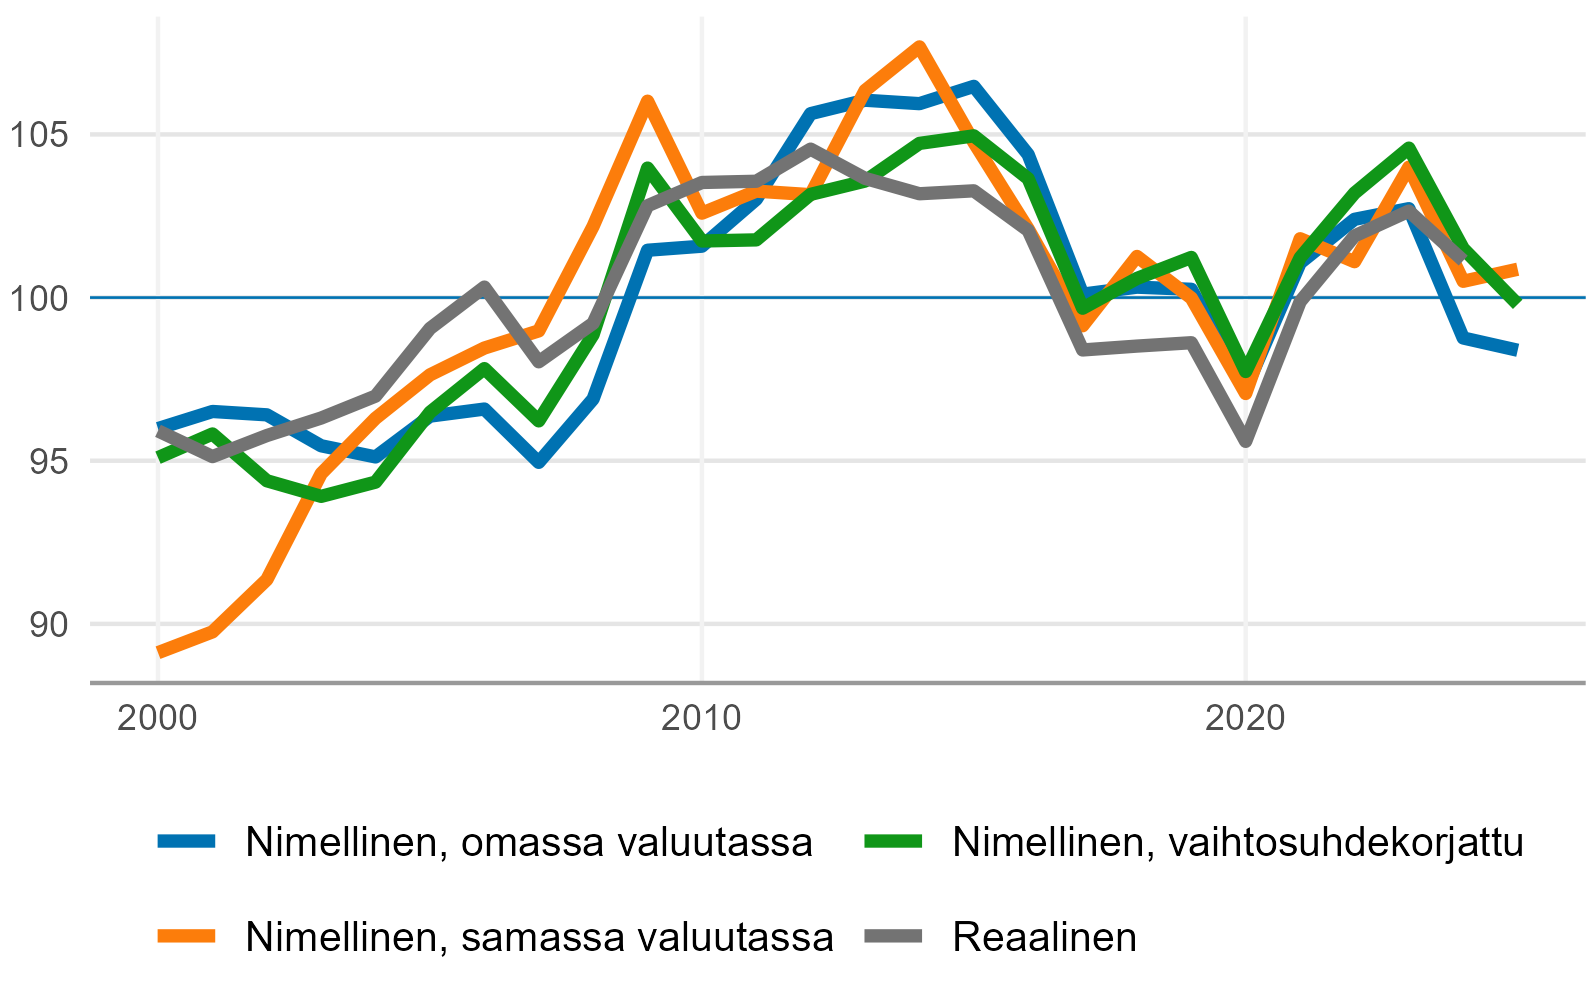 105
100
95
90
2000 2010 2020
Nimellinen, omassa valuutassa Nimellinen, vaihtosuhdekorjattu
Nimellinen, samassa valuutassa Reaalinen